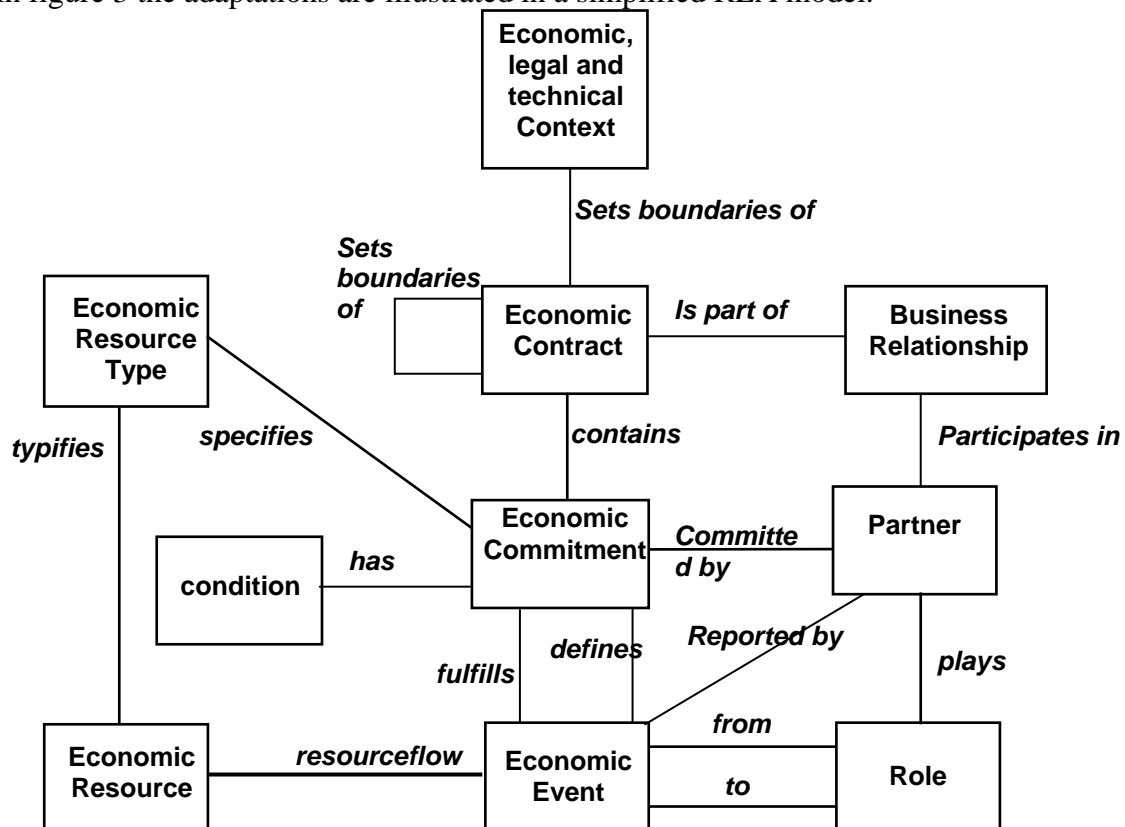 in figure 3 the adaptations are illustrated in a simplified REA model.
Economic,
legal and
technical
Context
Sets boundaries of
Sets
boundaries
of
Economic
Resource
Type
Economic
Contract
Is part of
Business
Relationship
typifies
specifies
contains
Participates in
Economic
Commitment
Committe
d by
Partner
condition
has
fulfills
defines
Reported by
plays
Economic
Resource
resourceflow
Economic
Event
from
to
Role